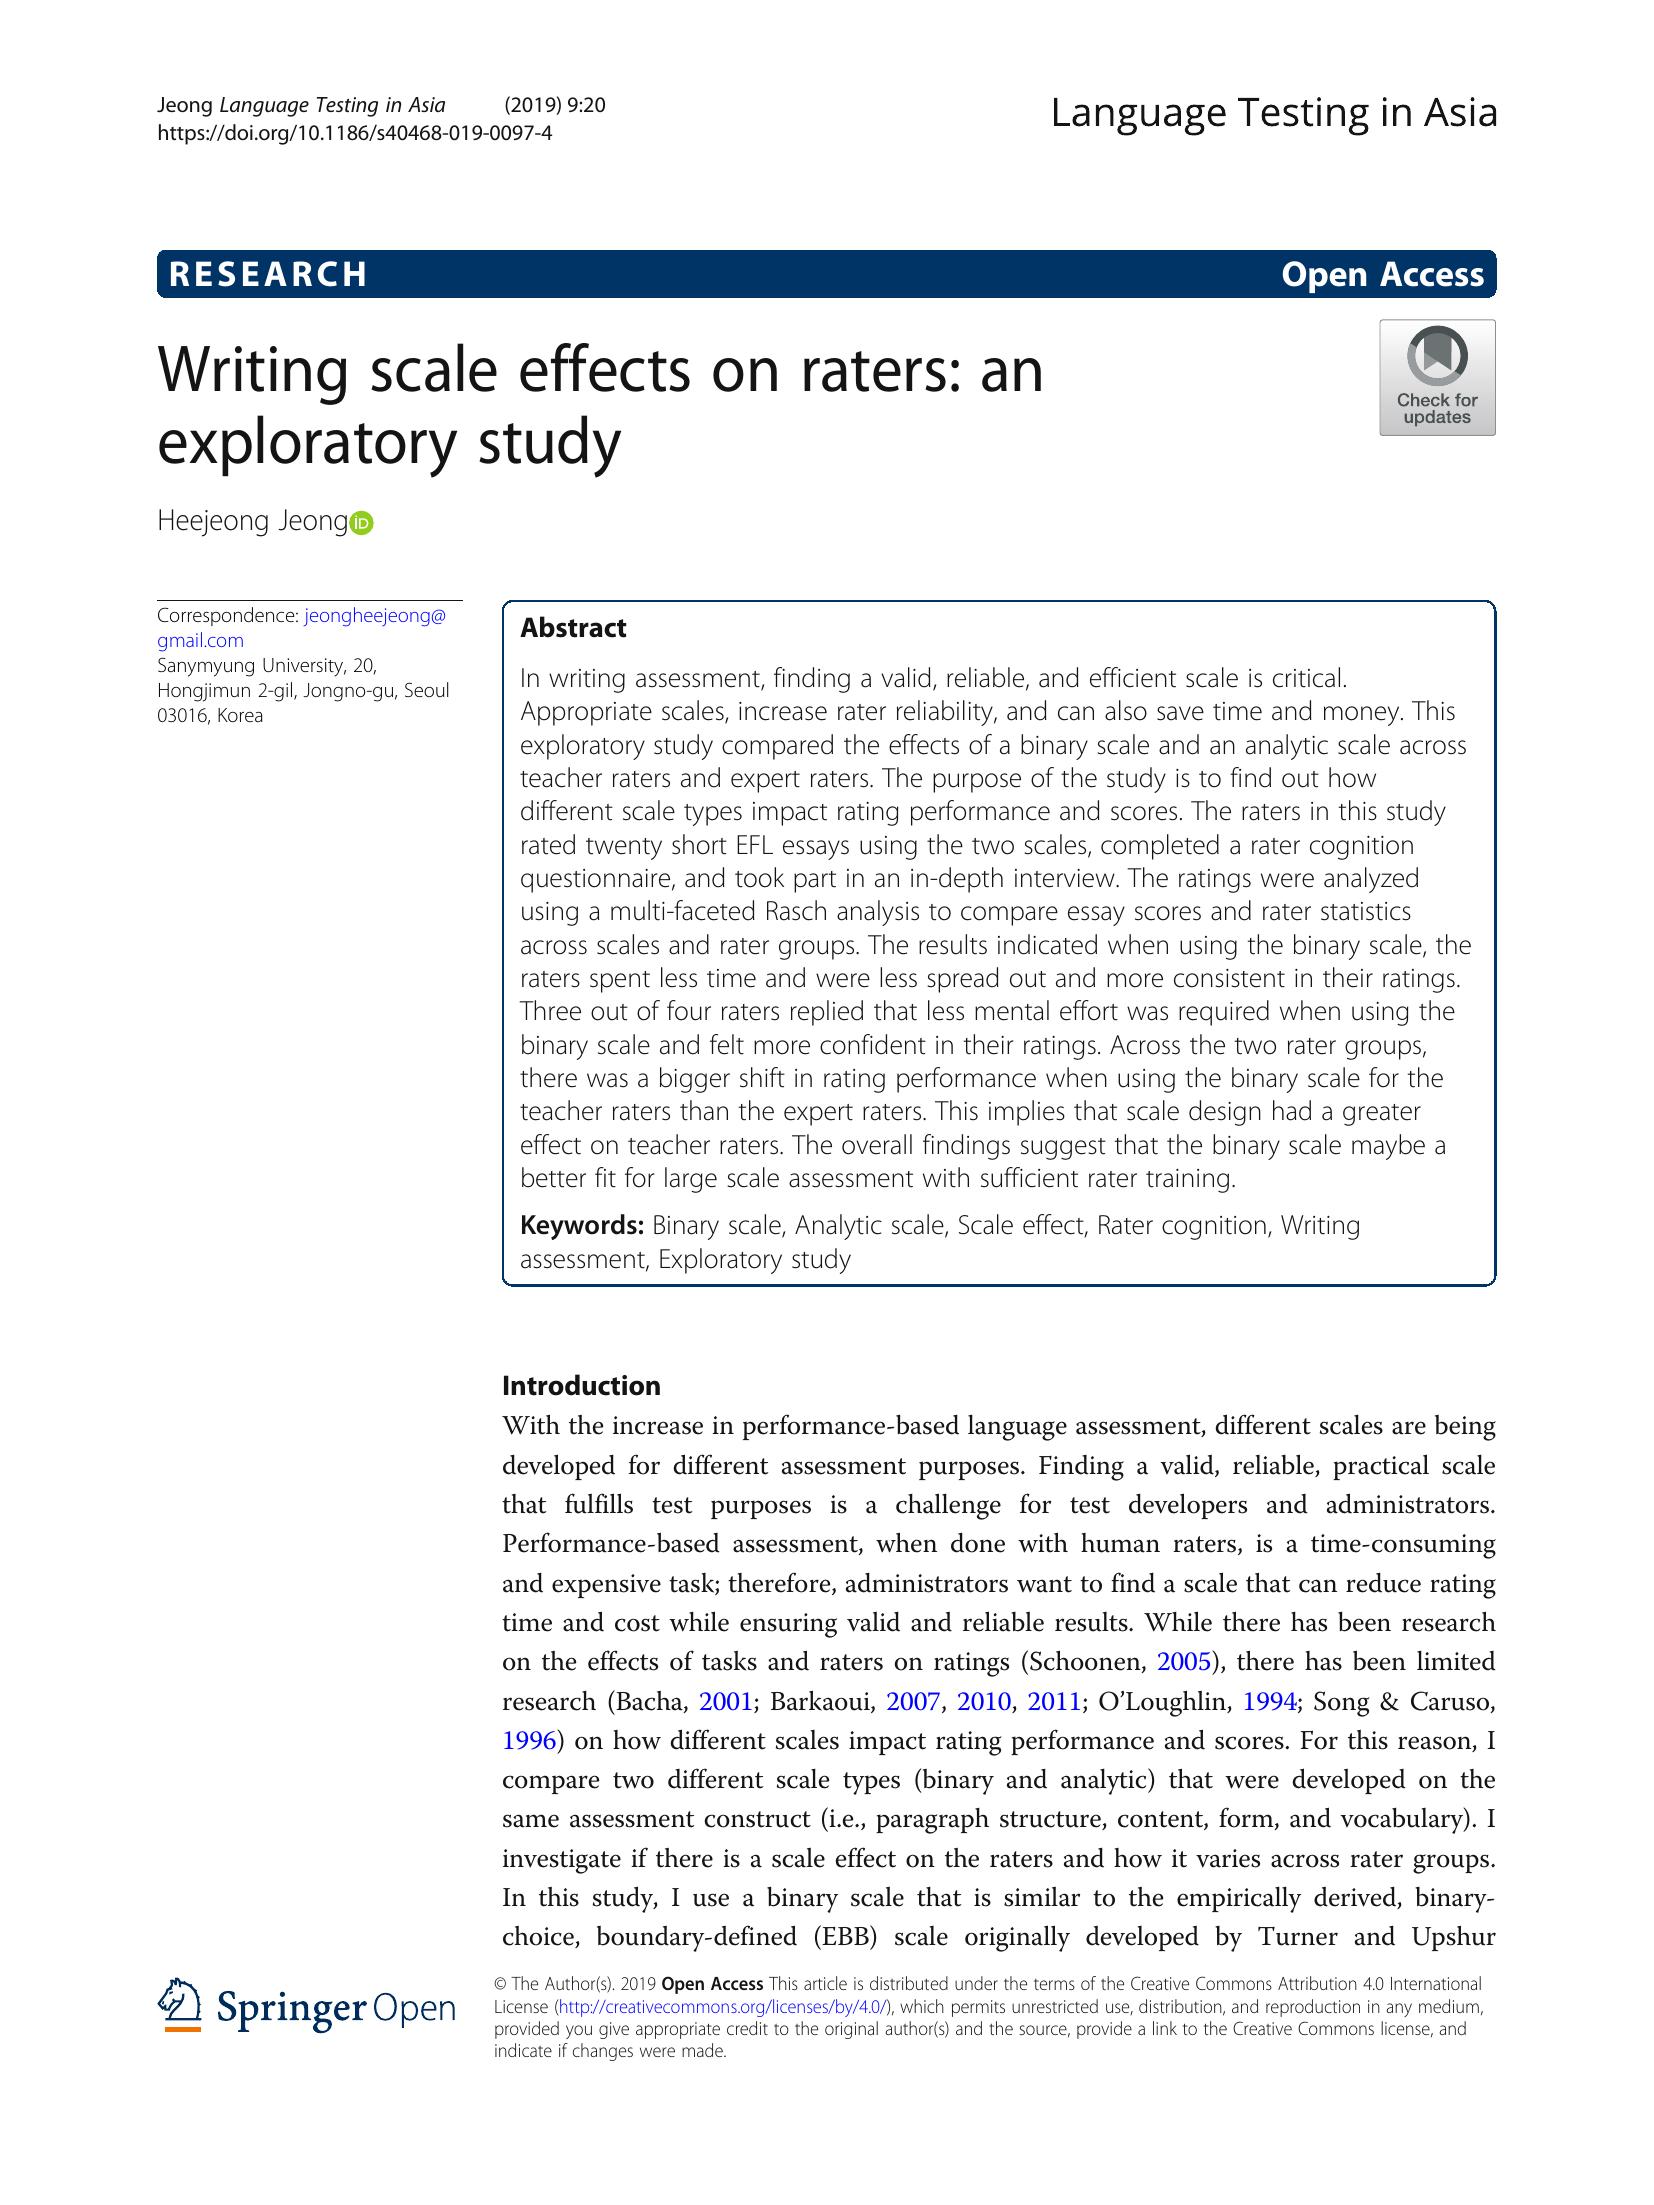 Jeong Language Testing in Asia (2019) 9:20
https://doi.org/10.1186/s40468-019-0097-4
Language Testing in Asia
RESEARCH Open Access
Writing scale effects on raters: an
exploratory study
Check for
updates
Heejeong Jeong iD
Correspondence: jeongheejeong@
gmail.com
Sanymyung University, 20,
Hongjimun 2-gil, Jongno-gu, Seoul
03016, Korea
Abstract
In writing assessment, finding a valid, reliable, and efficient scale is critical.
Appropriate scales, increase rater reliability, and can also save time and money. This
exploratory study compared the effects of a binary scale and an analytic scale across
teacher raters and expert raters. The purpose of the study is to find out how
different scale types impact rating performance and scores. The raters in this study
rated twenty short EFL essays using the two scales, completed a rater cognition
questionnaire, and took part in an in-depth interview. The ratings were analyzed
using a multi-faceted Rasch analysis to compare essay scores and rater statistics
across scales and rater groups. The results indicated when using the binary scale, the
raters spent less time and were less spread out and more consistent in their ratings.
Three out of four raters replied that less mental effort was required when using the
binary scale and felt more confident in their ratings. Across the two rater groups,
there was a bigger shift in rating performance when using the binary scale for the
teacher raters than the expert raters. This implies that scale design had a greater
effect on teacher raters. The overall findings suggest that the binary scale maybe a
better fit for large scale assessment with sufficient rater training.
Keywords: Binary scale, Analytic scale, Scale effect, Rater cognition, Writing
assessment, Exploratory study
Introduction
With the increase in performance-based language assessment, different scales are being
developed for different assessment purposes. Finding a valid, reliable, practical scale
that fulfills test purposes is a challenge for test developers and administrators.
Performance-based assessment, when done with human raters, is a time-consuming
and expensive task; therefore, administrators want to find a scale that can reduce rating
time and cost while ensuring valid and reliable results. While there has been research
on the effects of tasks and raters on ratings (Schoonen, 2005), there has been limited
research (Bacha, 2001; Barkaoui, 2007, 2010, 2011; O’Loughlin, 1994; Song & Caruso,
1996) on how different scales impact rating performance and scores. For this reason, I
compare two different scale types (binary and analytic) that were developed on the
same assessment construct (i.e., paragraph structure, content, form, and vocabulary). I
investigate if there is a scale effect on the raters and how it varies across rater groups.
In this study, I use a binary scale that is similar to the empirically derived, binary-
choice, boundary-defined (EBB) scale originally developed by Turner and Upshur
Springer Open
© The Author(s). 2019 Open Access This article is distributed under the terms of the Creative Commons Attribution 4.0 International
License (http://creativecommons.org/licenses/by/4.0/), which permits unrestricted use, distribution, and reproduction in any medium,
provided you give appropriate credit to the original author(s) and the source, provide a link to the Creative Commons license, and
indicate if changes were made.